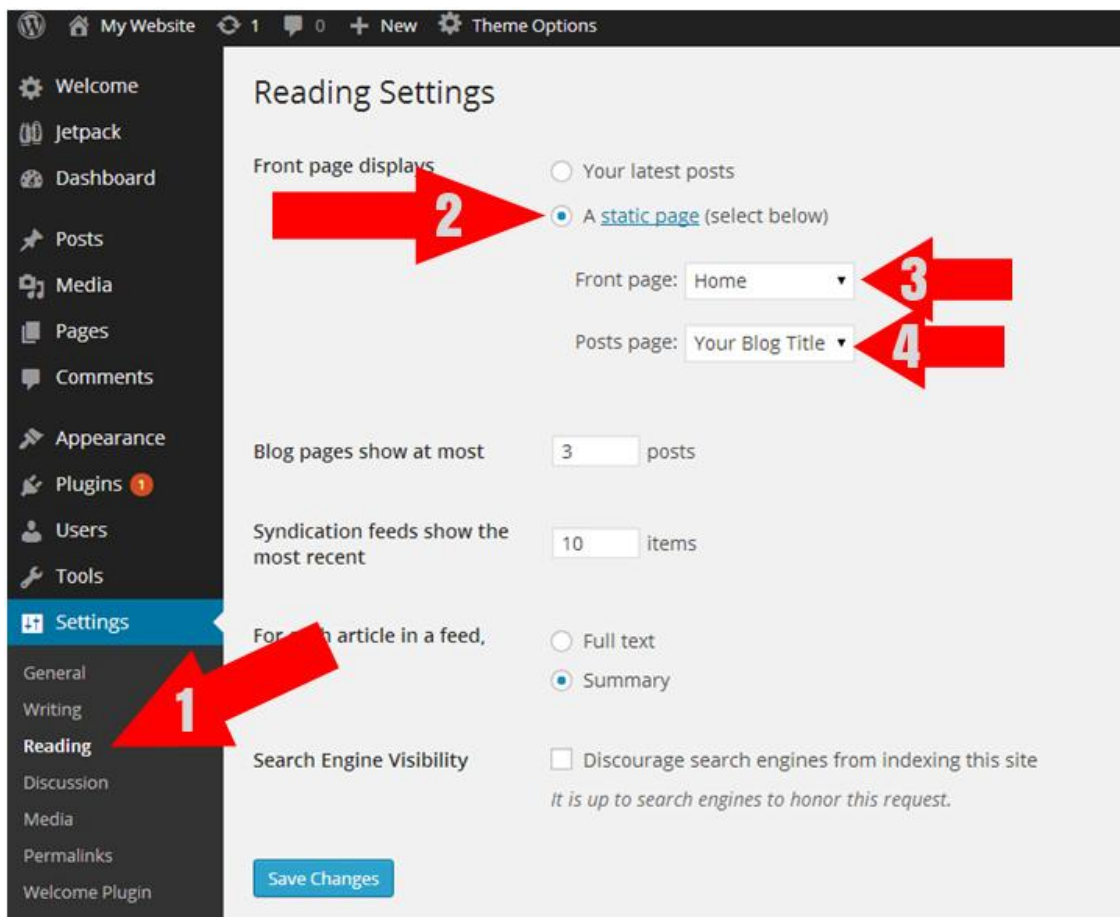 My Website 1 0 + New Theme Options
Welcome
Jetpack
Dashboard
Posts
Media
Pages
Comments
Appearance
Plugins 1
Users
Tools
Settings
General
Writing
Reading
Discussion
Media
Permalinks
Welcome Plugin
1
Reading Settings
Front page displays
Your latest posts
2
A static page (select below)
Front page: Home
3
Posts page: Your Blog Title
4
Blog pages show at most 3 posts
Syndication feeds show the
most recent
10 items
article in a feed,
Full text
Summary
Search Engine Visibility
Discourage search engines from indexing this site
It is up to search engines to honor this request.
Save Changes